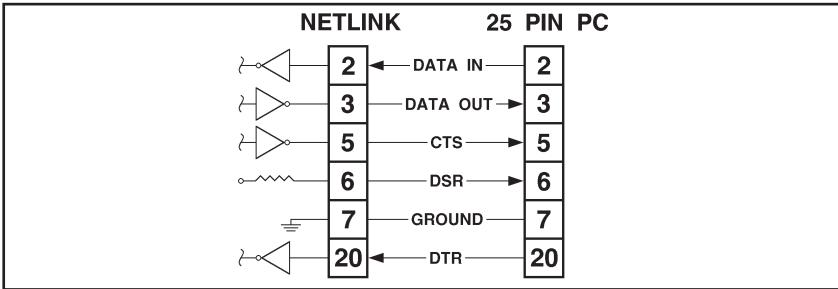 NETLINK 25 PIN PC
2 DATA IN 2
3 DATA OUT 3
5 CTS 5
6 DSR 6
7 GROUND 7
20 DTR 20